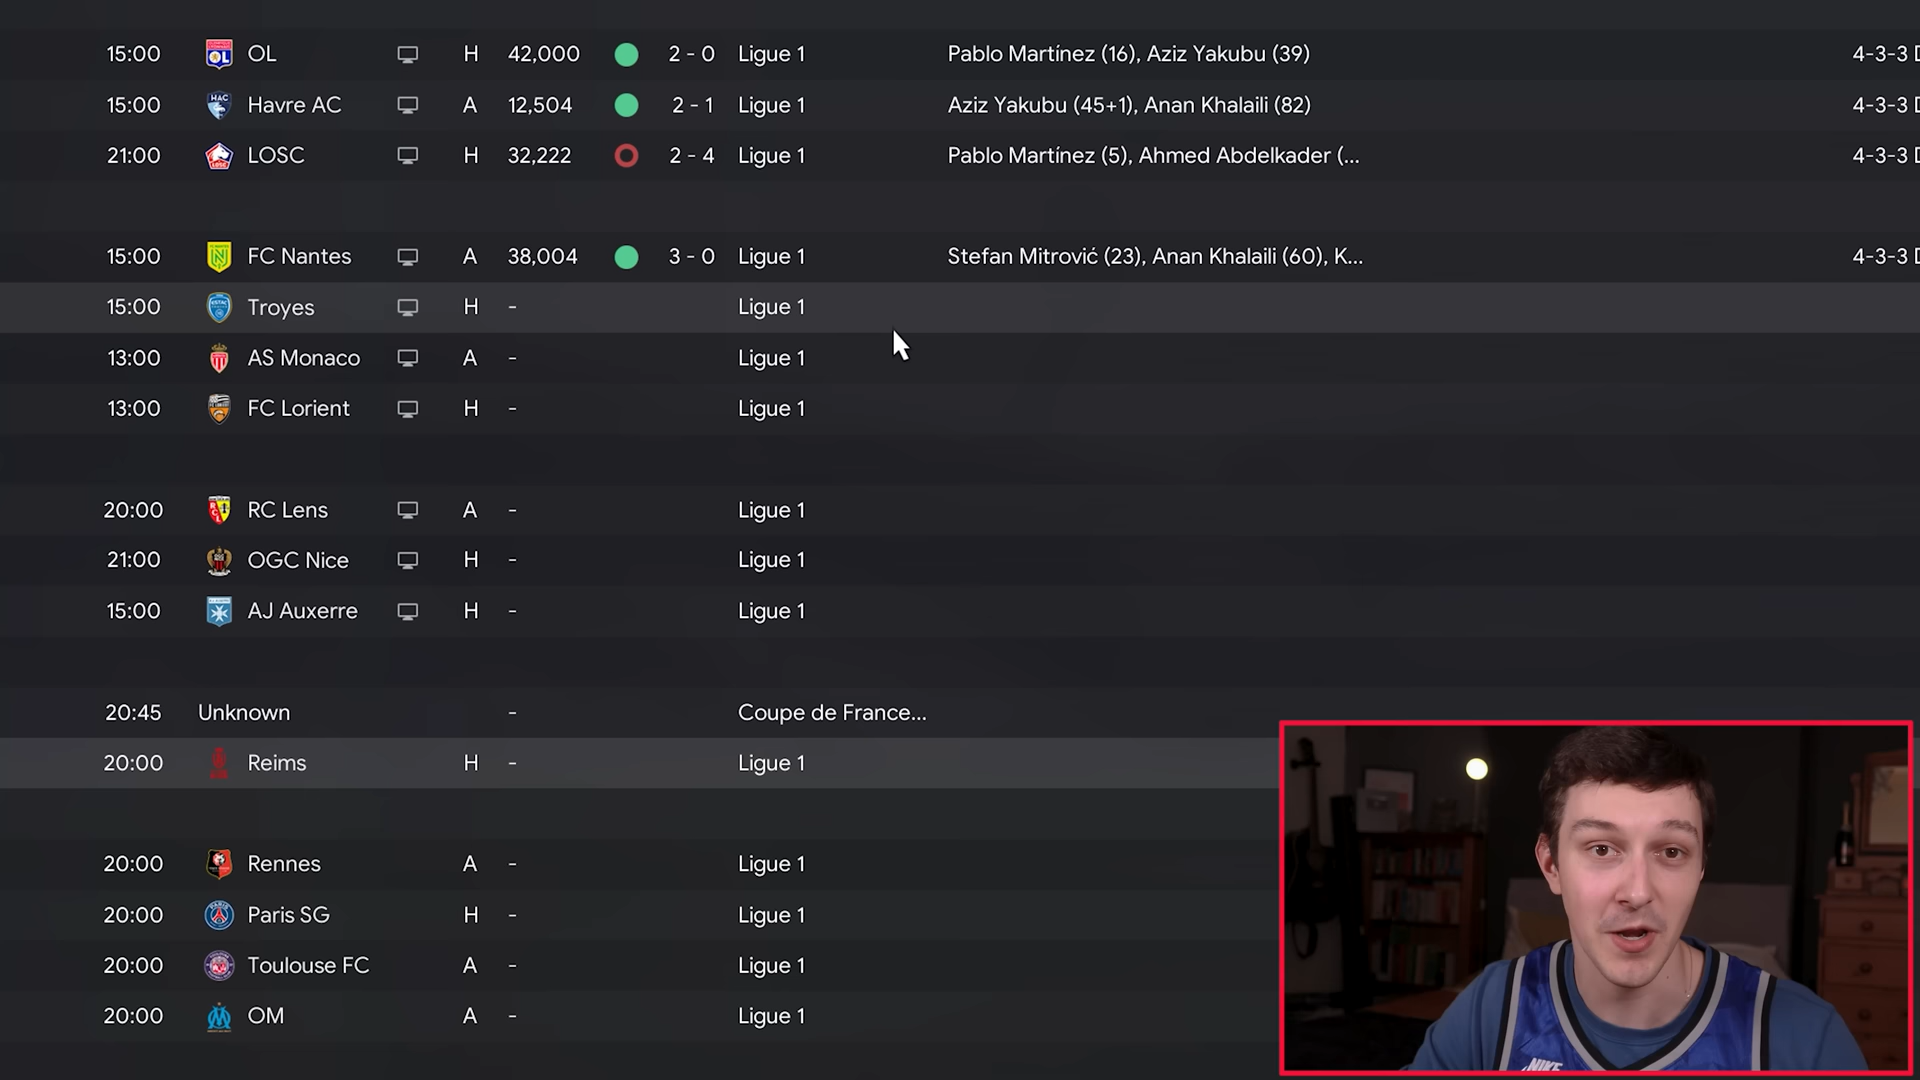 15:00 OL H 42,000 2 - 0 Ligue 1 Pablo Martínez (16), Aziz Yakubu (39) 4-3-3 D
15:00 Havre AC A 12,504 2 - 1 Ligue 1 Aziz Yakubu (45+1), Anan Khalaili (82) 4-3-3 D
21:00 LOSC H 32,222 2 - 4 Ligue 1 Pablo Martínez (5), Ahmed Abdelkader (... 4-3-3 D
15:00 FC Nantes A 38,004 3 - 0 Ligue 1 Stefan Mitrović (23), Anan Khalaili (60), K... 4-3-3 D
15:00 Troyes H - Ligue 1
13:00 AS Monaco A - Ligue 1
13:00 FC Lorient H - Ligue 1
20:00 RC Lens A - Ligue 1
21:00 OGC Nice H - Ligue 1
15:00 AJ Auxerre H - Ligue 1
20:45 Unknown - Coupe de France...
20:00 Reims H - Ligue 1
20:00 Rennes A - Ligue 1
20:00 Paris SG H - Ligue 1
20:00 Toulouse FC A - Ligue 1
20:00 OM A - Ligue 1
NIKE